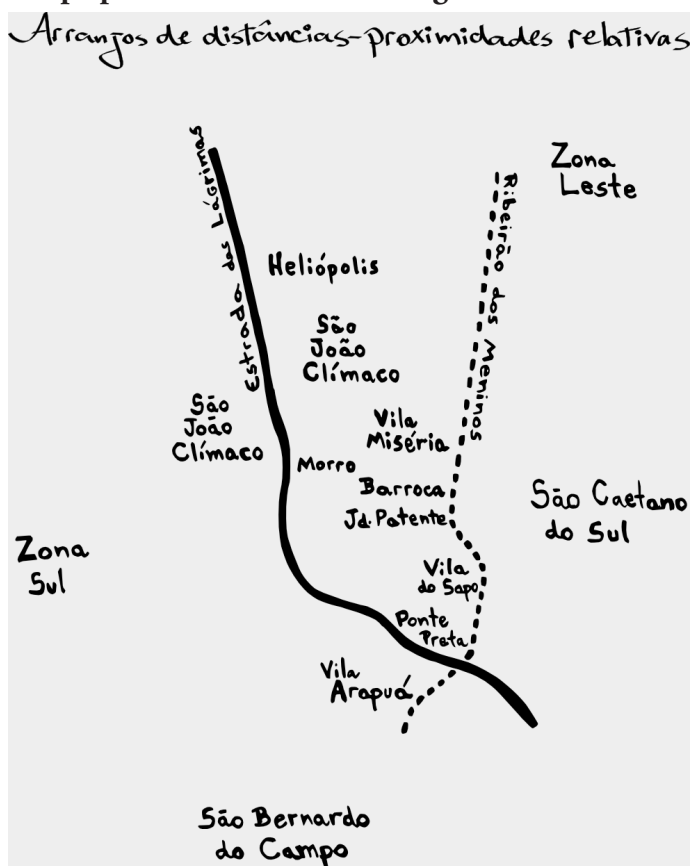 Arranjos de distâncias-proximidades relativas
Estrada das Lágrimas
Ribeirão dos Meninos
Zona
Leste
Heliópolis
São
João
Clímaco
São
João
Clímaco
Vila
Miséria
Morro
Barroca
Jd. Patente
São Caetano
do Sul
Zona
Sul
Vila
do Sapo
Ponte
Preta
Vila
Arapuá
São Bernardo
do Campo